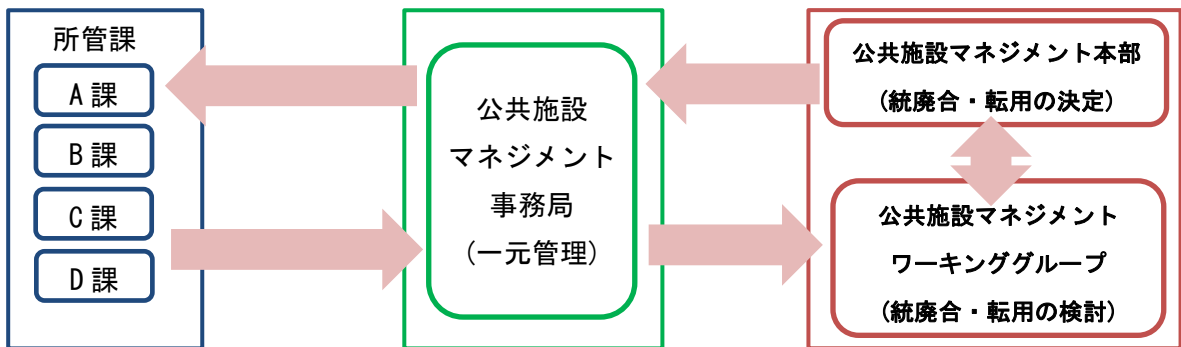 所管課
A課
B課
C課
D課
公共施設
マネジメント
事務局
(一元管理)
公共施設マネジメント本部
(統廃合・転用の決定)
公共施設マネジメント
ワーキンググループ
(統廃合・転用の検討)